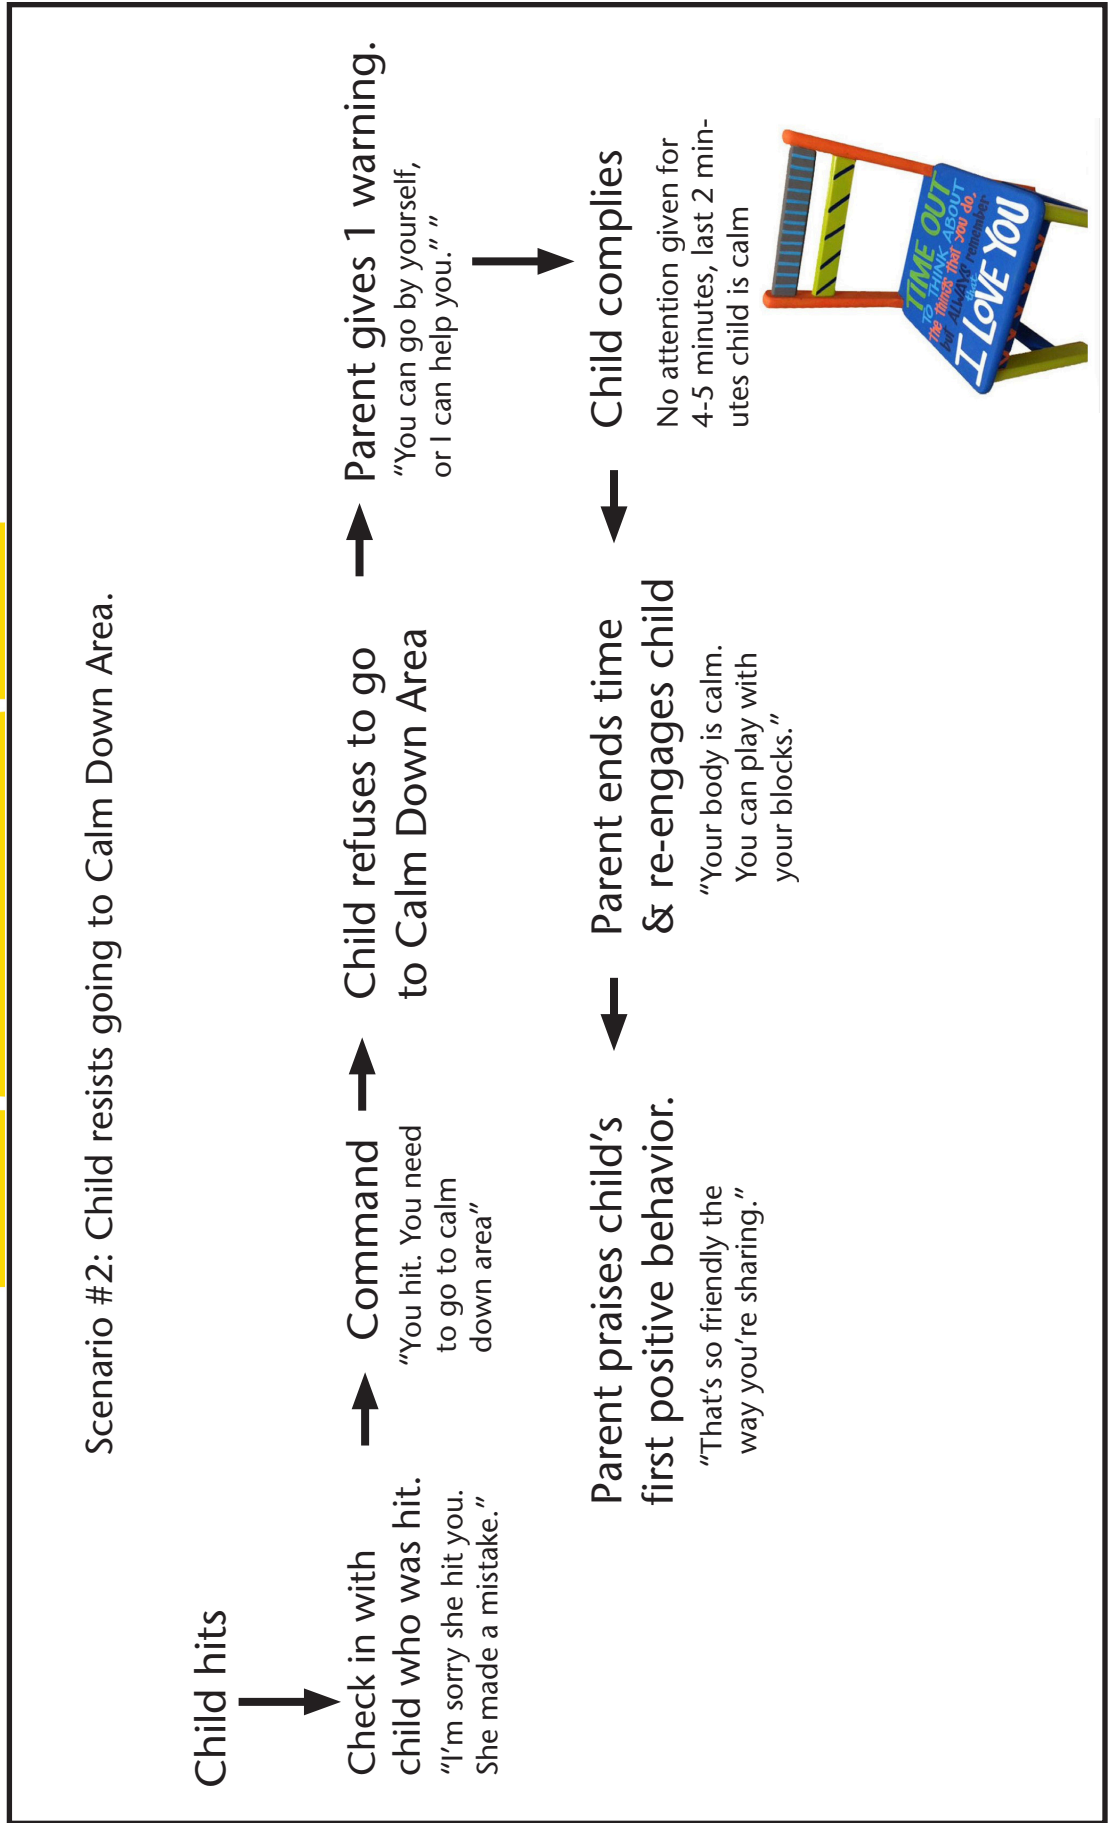 Scenario #2: Child resists going to Calm Down Area.
Child hits
Check in with
child who was hit.
“I’m sorry she hit you.
She made a mistake.”
Command
“You hit. You need
to go to calm
down area”
Child refuses to go
to Calm Down Area
Parent gives 1 warning.
“You can go by yourself,
or I can help you.” ”
Child complies
No attention given for
4-5 minutes, last 2 min-
utes child is calm
Parent ends time
& re-engages child
“Your body is calm.
You can play with
your blocks.”
Parent praises child’s
first positive behavior.
“That’s so friendly the
way you’re sharing.”
TIME OUT
TO THINK ABOUT
The things that you do,
but ALWAYS remember
that
I LOVE YOU